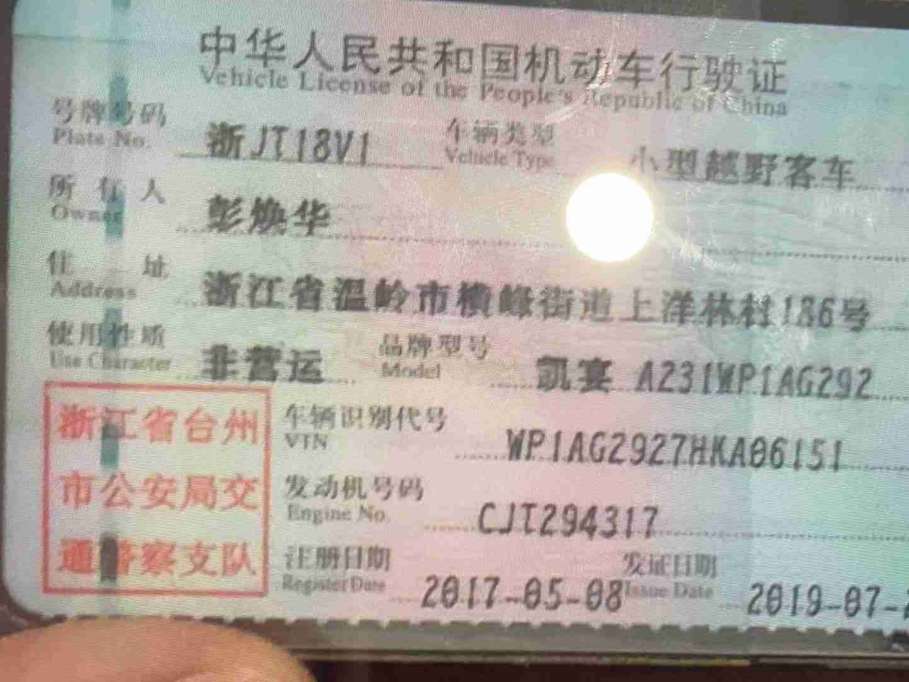 中华人民共和国机动车行驶证
Vehicle License of the People's Republic of China
号牌号码 浙JT18V1 车辆类型 小型越野客车
Plate No. Vehicle Type
所有人 彭焕华
Owner
住址 浙江省温岭市横峰街道上洋林村186号
Address
使用性质 非营运 品牌型号 凯宴 A231WP1AG292
Use Character Model
浙江省台州
市公安局交
通警察支队
车辆识别代号 WP1AG2927HKA06151
VIN
发动机号码 CJT294317
Engine No.
注册日期 2017-05-08 发证日期 2019-07-
Register Date Issue Date